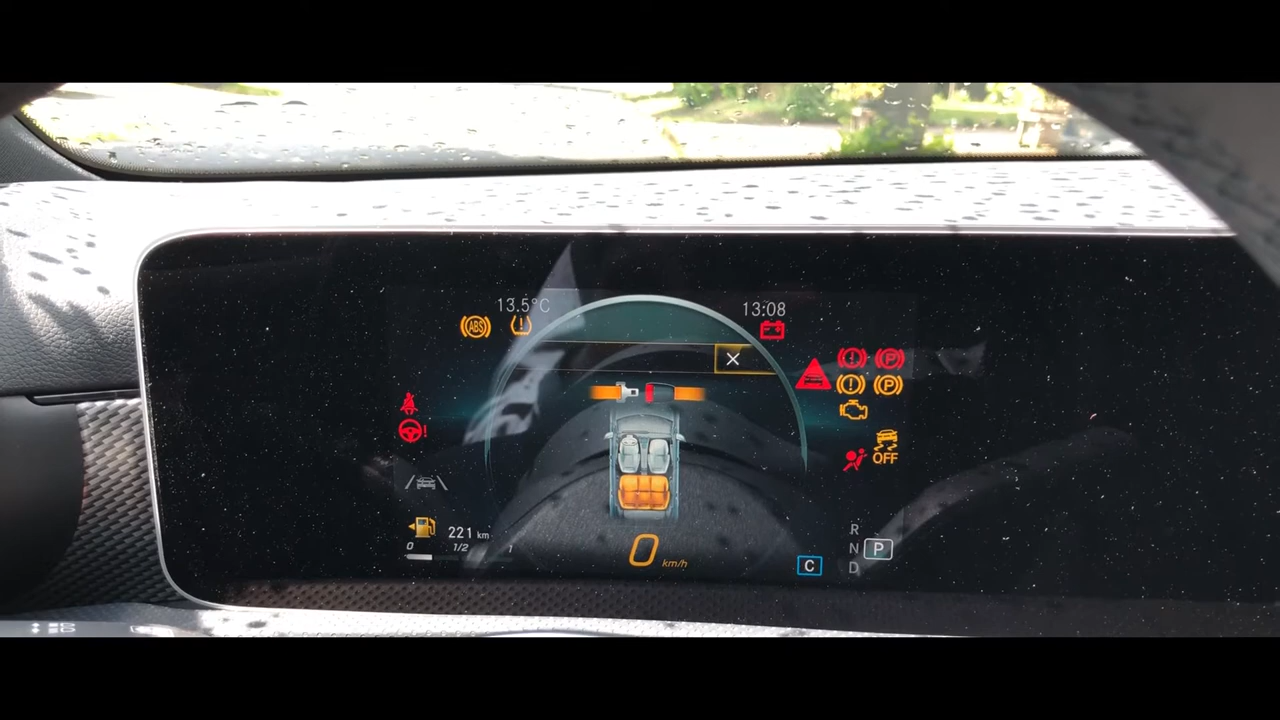 13.5°C
13:08
ABS
P
P
OFF
221 km
0 1/2 1
0 km/h
C
R
N P
D